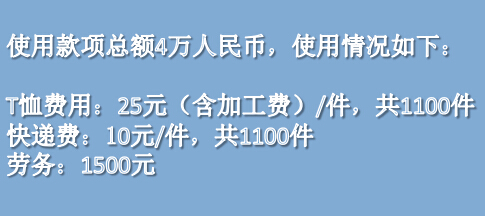 使用款项总额4万人民币，使用情况如下：
T恤费用：25元（含加工费）/件，共1100件
快递费：10元/件，共1100件
劳务：1500元